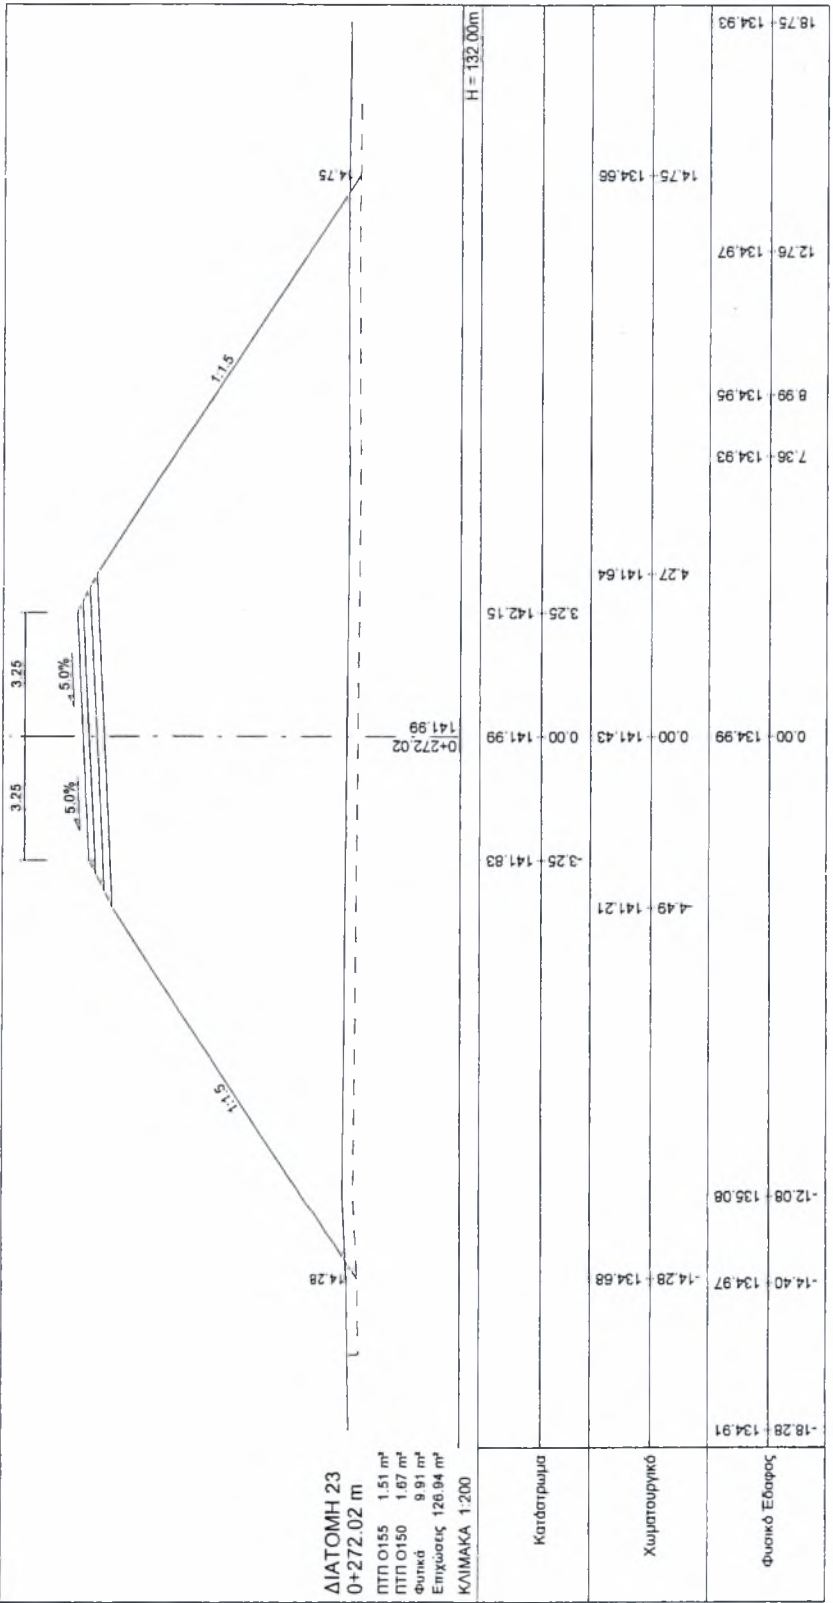 3.25 3.25
5.0% 5.0%
1:1.5 1:1.5
14.28 14.75
0+272.02
141.99
ΔΙΑΤΟΜΗ 23
0+272.02 m
ΠΤΠ Ο155 1.51 m²
ΠΤΠ Ο150 1.67 m²
Φυτικά 9.91 m²
Επιχώσεις 126.94 m²
ΚΛΙΜΑΚΑ 1:200
H = 132.00m
Κατάστρωμα
-3.25 141.83
0.00 141.99
3.25 142.15
Χωματουργικό
-14.28 134.68
-4.49 141.21
0.00 141.43
4.27 141.64
14.75 134.66
Φυσικό Έδαφος
-18.28 134.91
-14.40 134.97
-12.08 135.08
0.00 134.99
7.36 134.93
8.99 134.95
12.76 134.97
18.75 134.93